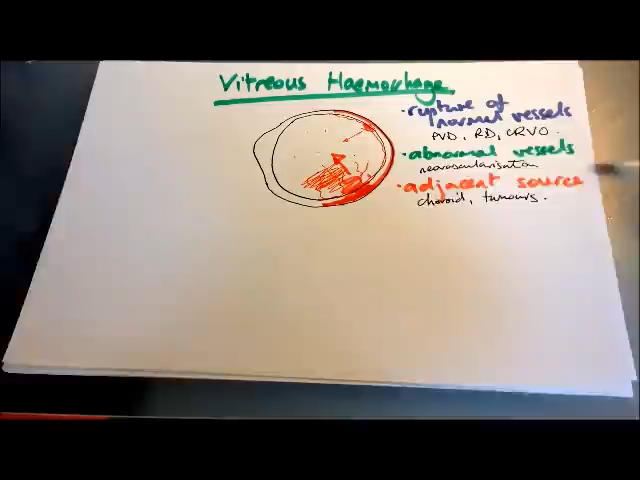 Vitreous Haemorrhage
·rupture of
normal vessels
PVD, RD, CRVO.
·abnormal vessels
neovascularisation
·adjacent source
choroid, tumours.